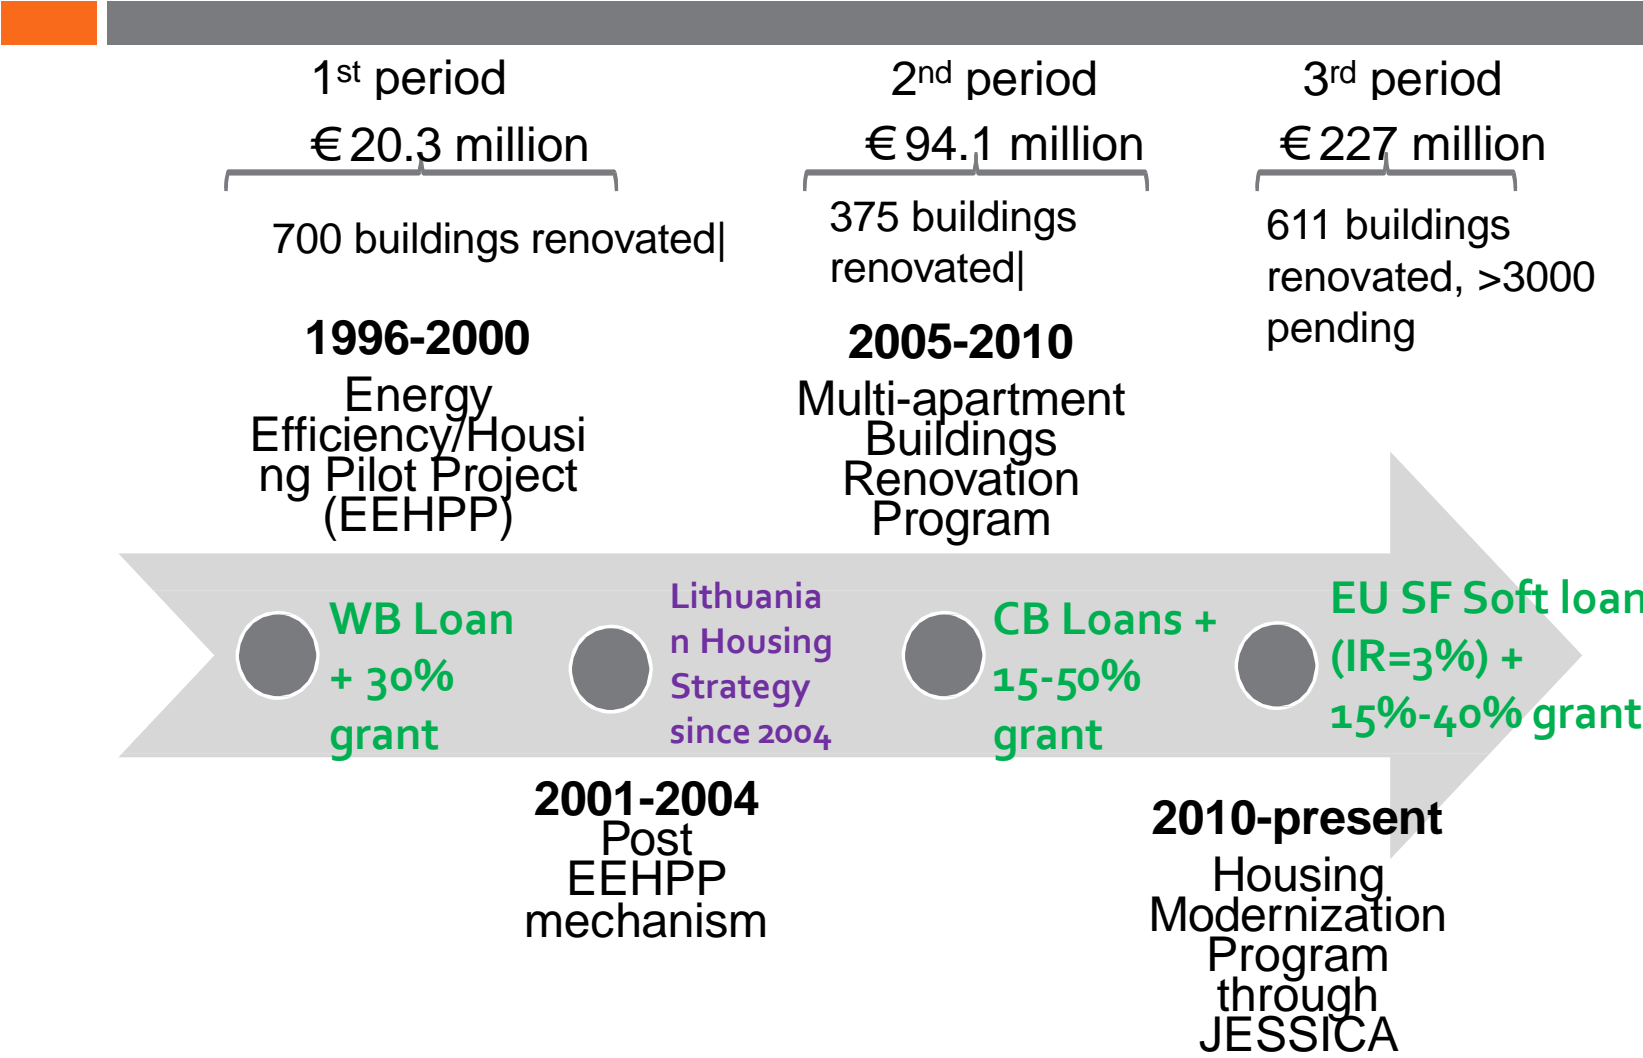 1st period
€ 20.3 million
700 buildings renovated|
1996-2000
Energy
Efficiency/Housi
ng Pilot Project
(EEHPP)
2nd period
€ 94.1 million
375 buildings
renovated|
2005-2010
Multi-apartment
Buildings
Renovation
Program
3rd period
€ 227 million
611 buildings
renovated, >3000
pending
WB Loan
+ 30%
grant
Lithuania
n Housing
Strategy
since 2004
CB Loans +
15-50%
grant
EU SF Soft loan
(IR=3%) +
15%-40% grant
2001-2004
Post
EEHPP
mechanism
2010-present
Housing
Modernization
Program
through
JESSICA